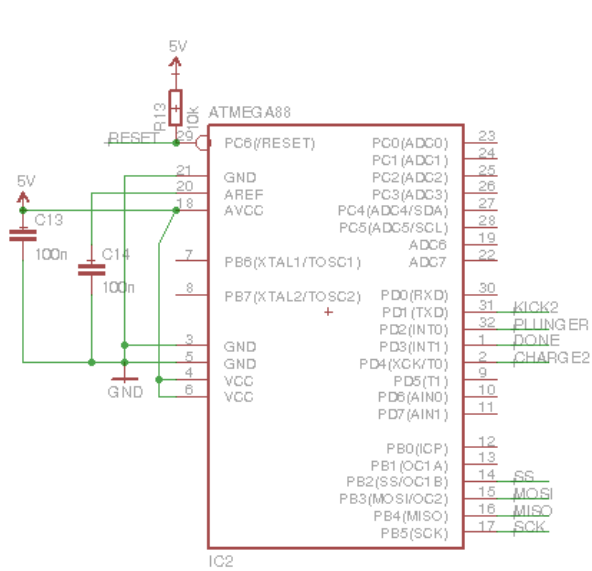 5V
R13
10k
ATMEGA88
RESET
29 PC6(/RESET) PC0(ADC0) 23
PC1(ADC1) 24
21 GND PC2(ADC2) 25
20 AREF PC3(ADC3) 26
18 AVCC PC4(ADC4/SDA) 27
PC5(ADC5/SCL) 28
ADC6 19
7 PB6(XTAL1/TOSC1) ADC7 22
8 PB7(XTAL2/TOSC2) PD0(RXD) 30
PD1(TXD) 31 KICK2
PD2(INT0) 32 PLUNGER
3 GND PD3(INT1) 1 DONE
5 GND PD4(XCK/T0) 2 CHARGE2
4 VCC PD5(T1) 9
6 VCC PD6(AIN0) 10
PD7(AIN1) 11
PB0(ICP) 12
PB1(OC1A) 13
PB2(SS/OC1B) 14 SS
PB3(MOSI/OC2) 15 MOSI
PB4(MISO) 16 MISO
PB5(SCK) 17 SCK
5V
C13
100n
C14
100n
GND
IC2